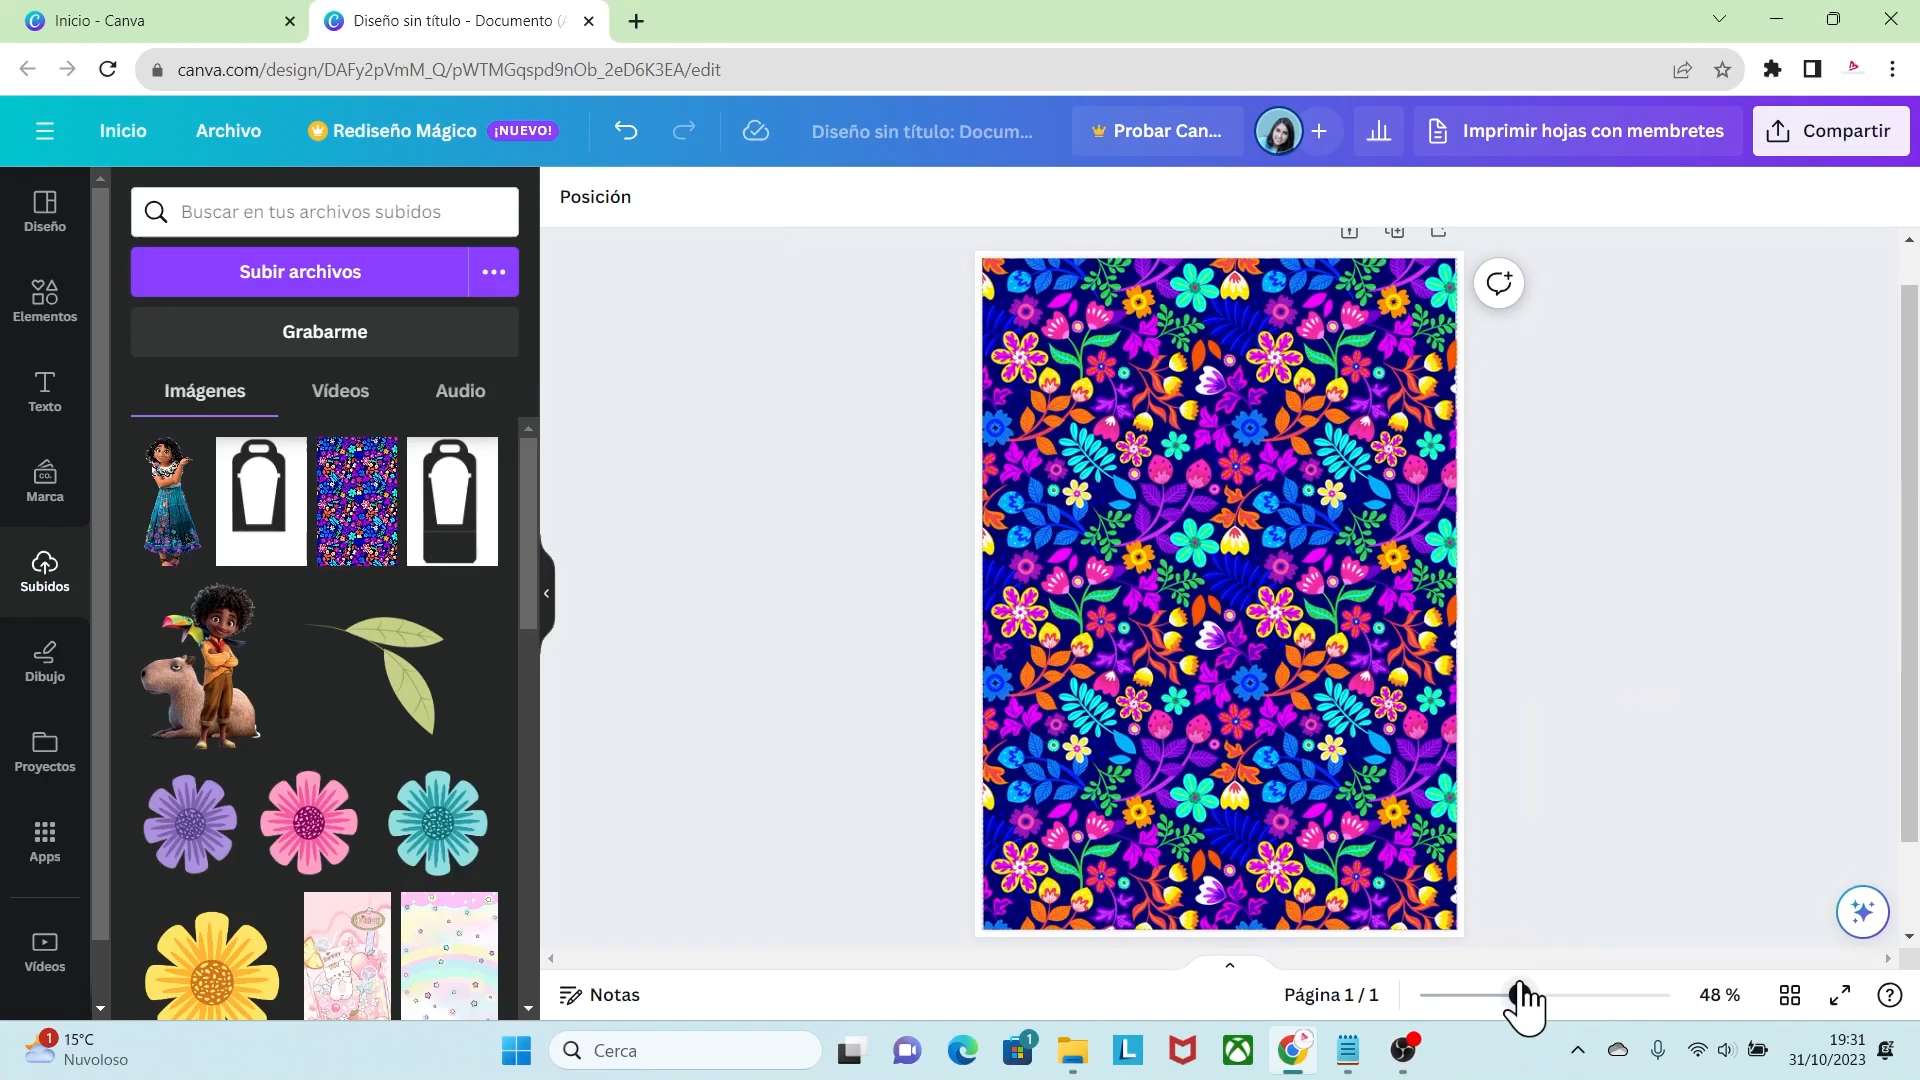 Inicio - Canva
Diseño sin título - Documento (A
canva.com/design/DAFy2pVmM_Q/pWTMGqspd9nOb_2eD6K3EA/edit
Inicio
Archivo
Rediseño Mágico
¡NUEVO!
Diseño sin título: Docum...
Probar Can...
Imprimir hojas con membretes
Compartir
Diseño
Elementos
Texto
CO.
Marca
Subidos
Dibujo
Proyectos
Apps
Vídeos
Buscar en tus archivos subidos
Subir archivos
Grabarme
Imágenes
Vídeos
Audio
Posición
Notas
Página 1 / 1
48 %
1
15°C
Nuvoloso
Cerca
1
19:31
31/10/2023